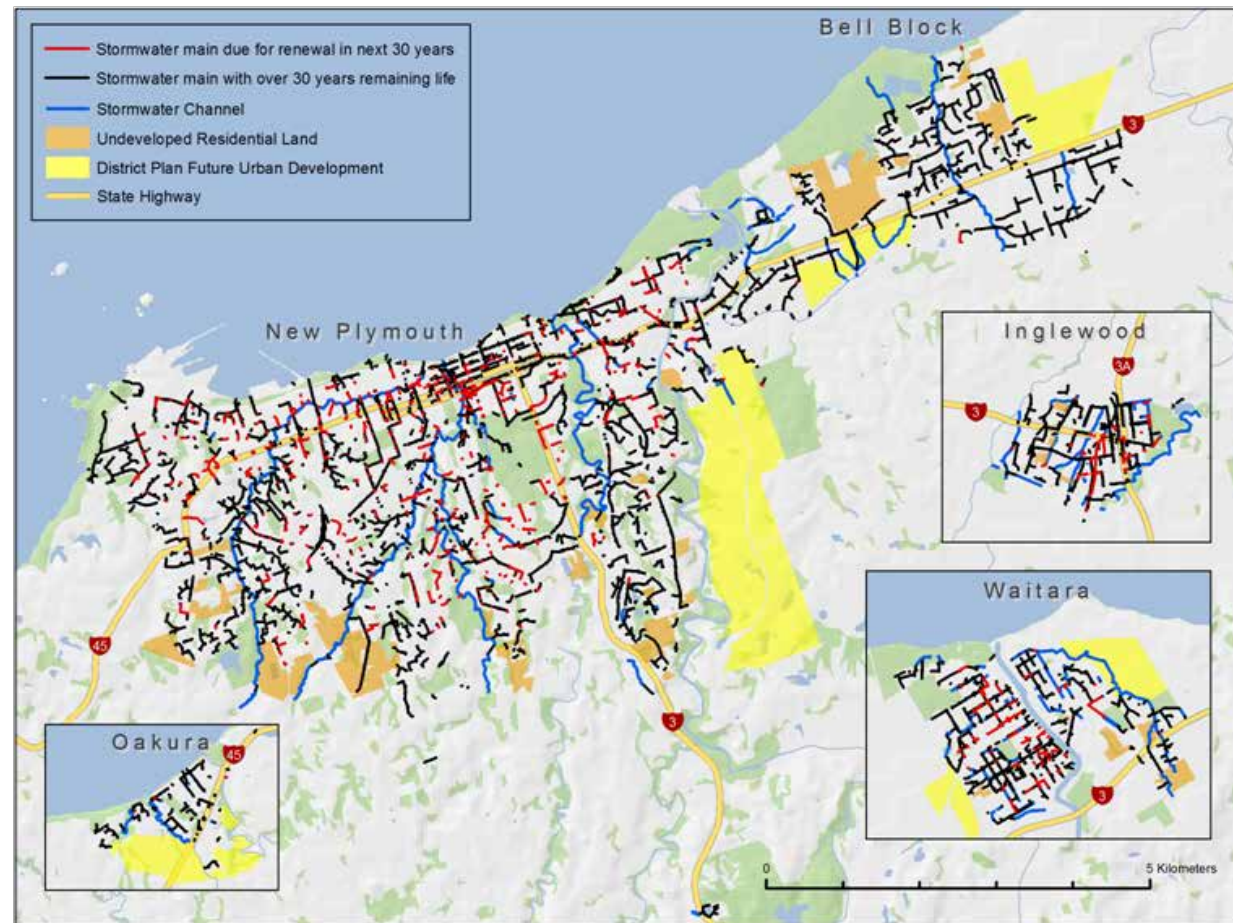 Bell Block
Stormwater main due for renewal in next 30 years
Stormwater main with over 30 years remaining life
Stormwater Channel
Undeveloped Residential Land
District Plan Future Urban Development
State Highway
3
New Plymouth
Inglewood
3A
3
Waitara
45
3
3
Oakura
45
0
5 Kilometers